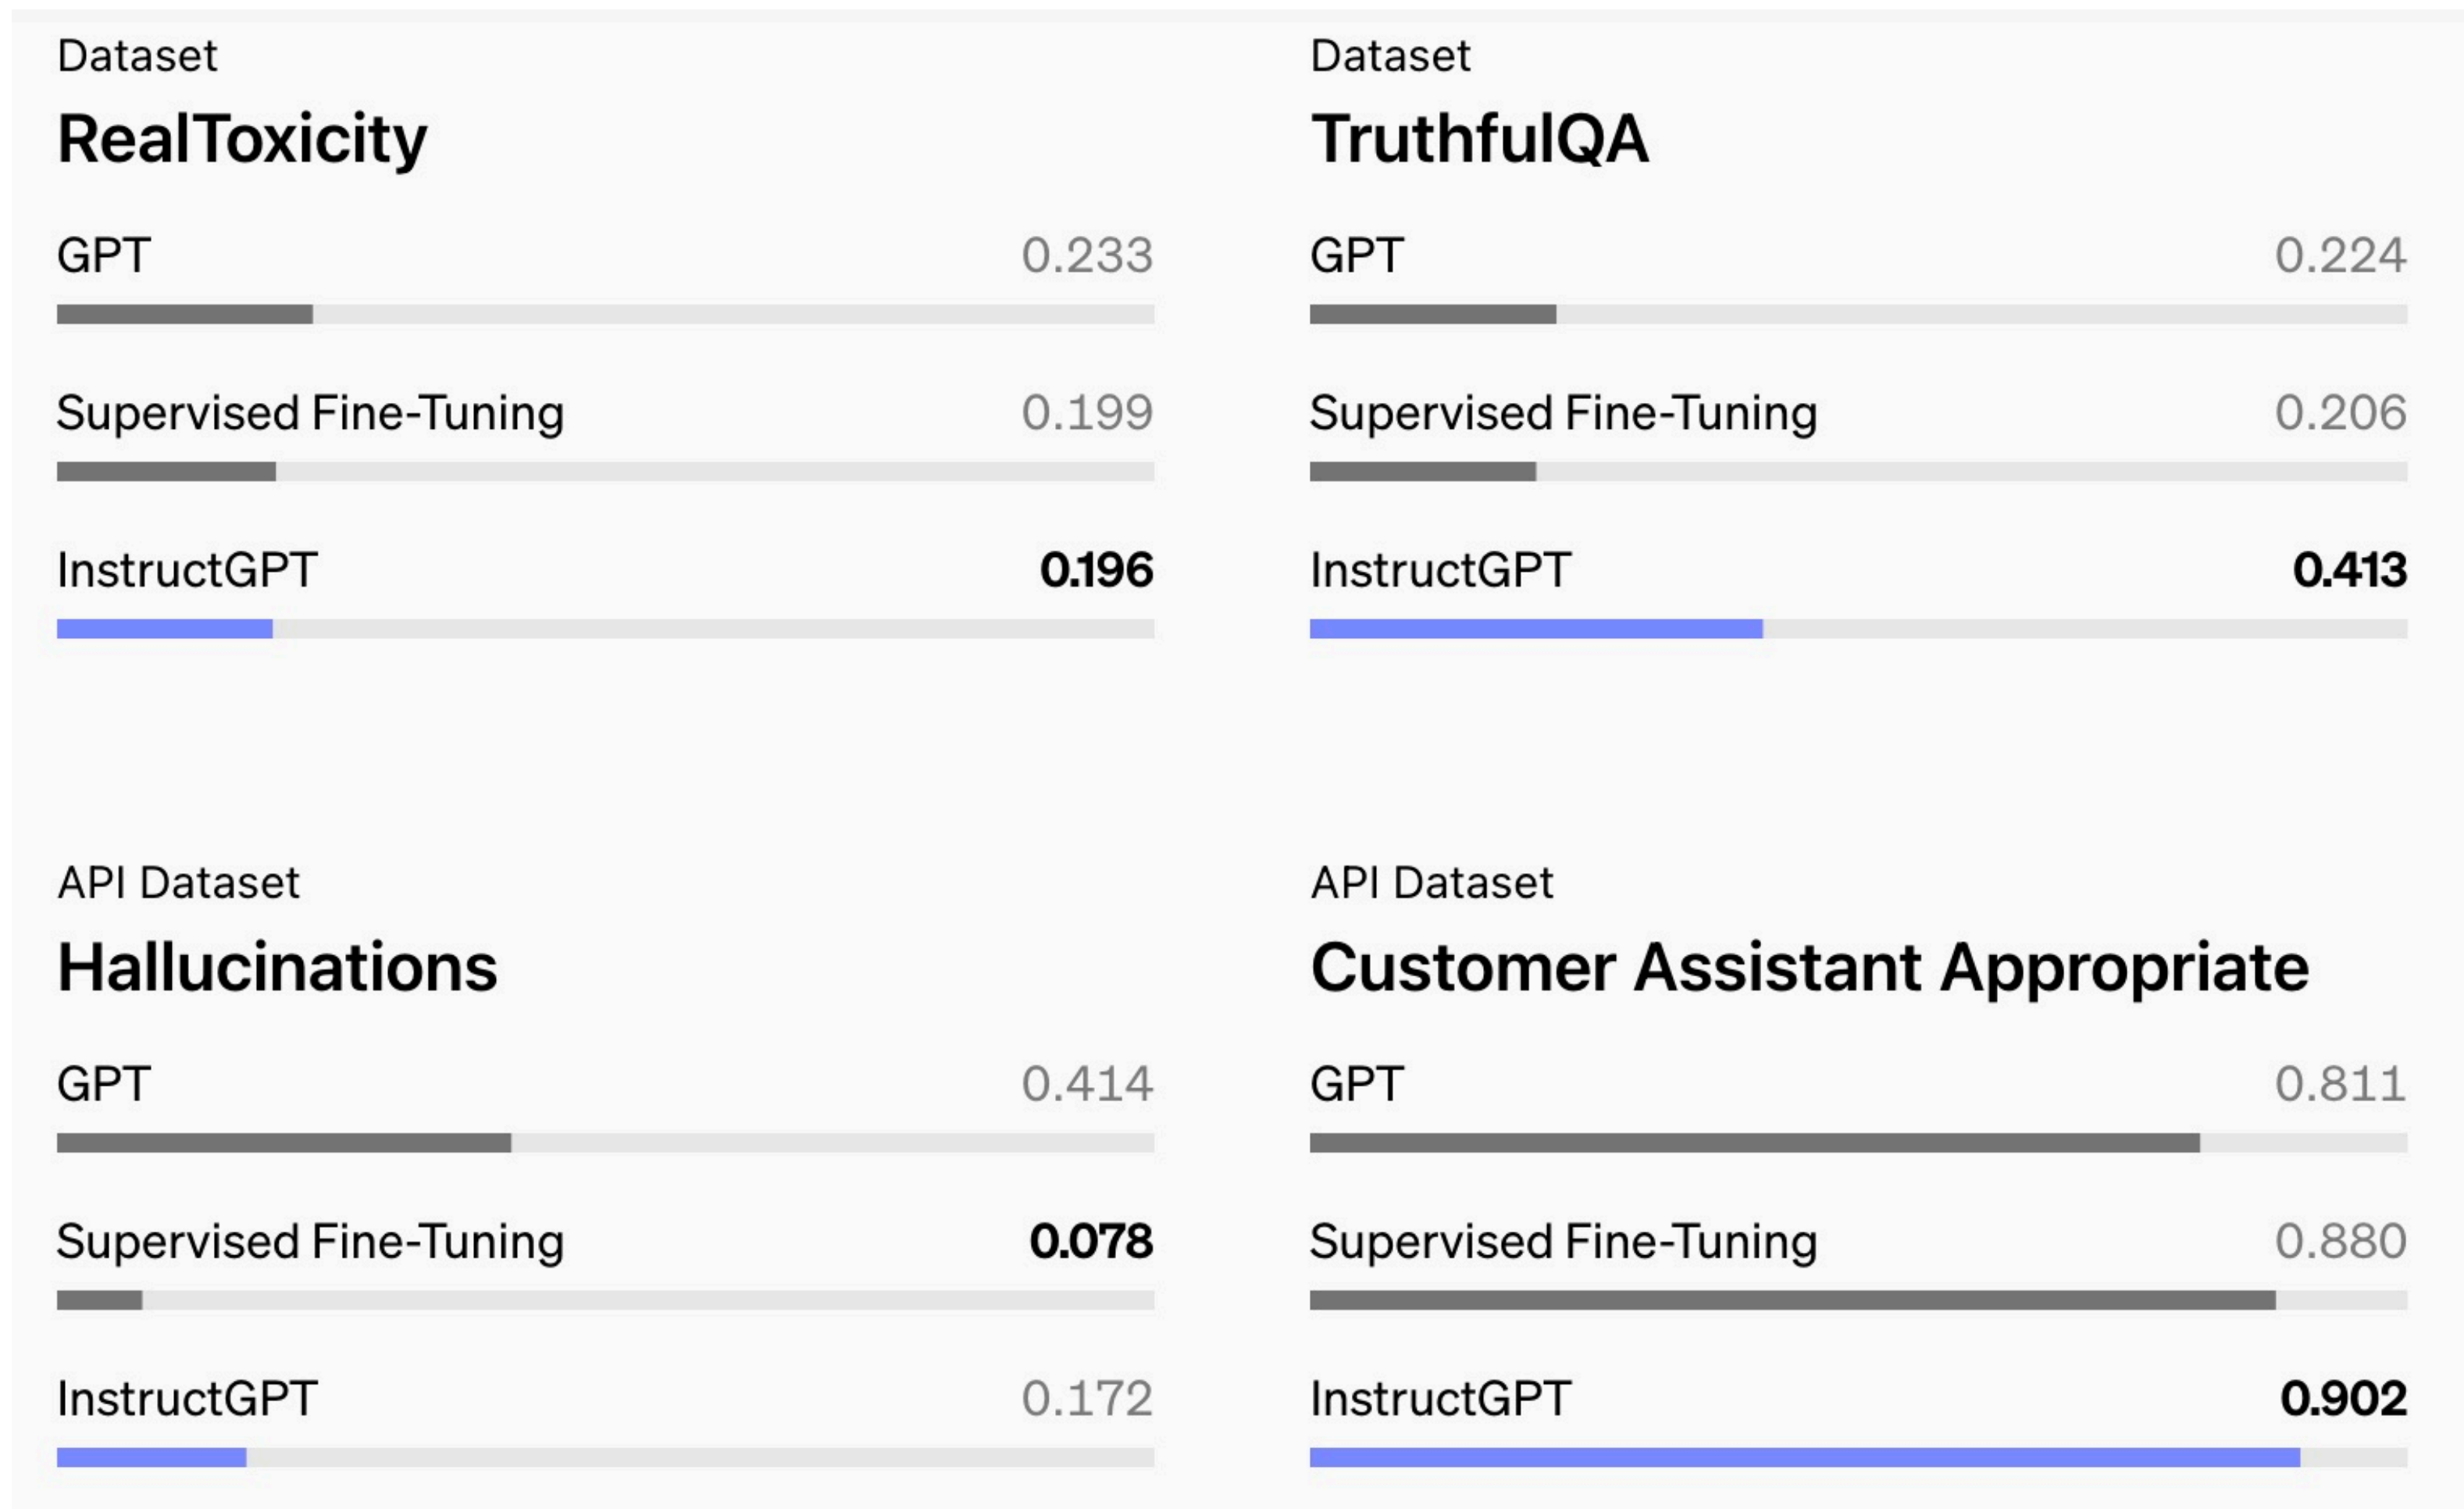 Dataset
RealToxicity
GPT 0.233
Supervised Fine-Tuning 0.199
InstructGPT 0.196
Dataset
TruthfulQA
GPT 0.224
Supervised Fine-Tuning 0.206
InstructGPT 0.413
API Dataset
Hallucinations
GPT 0.414
Supervised Fine-Tuning 0.078
InstructGPT 0.172
API Dataset
Customer Assistant Appropriate
GPT 0.811
Supervised Fine-Tuning 0.880
InstructGPT 0.902